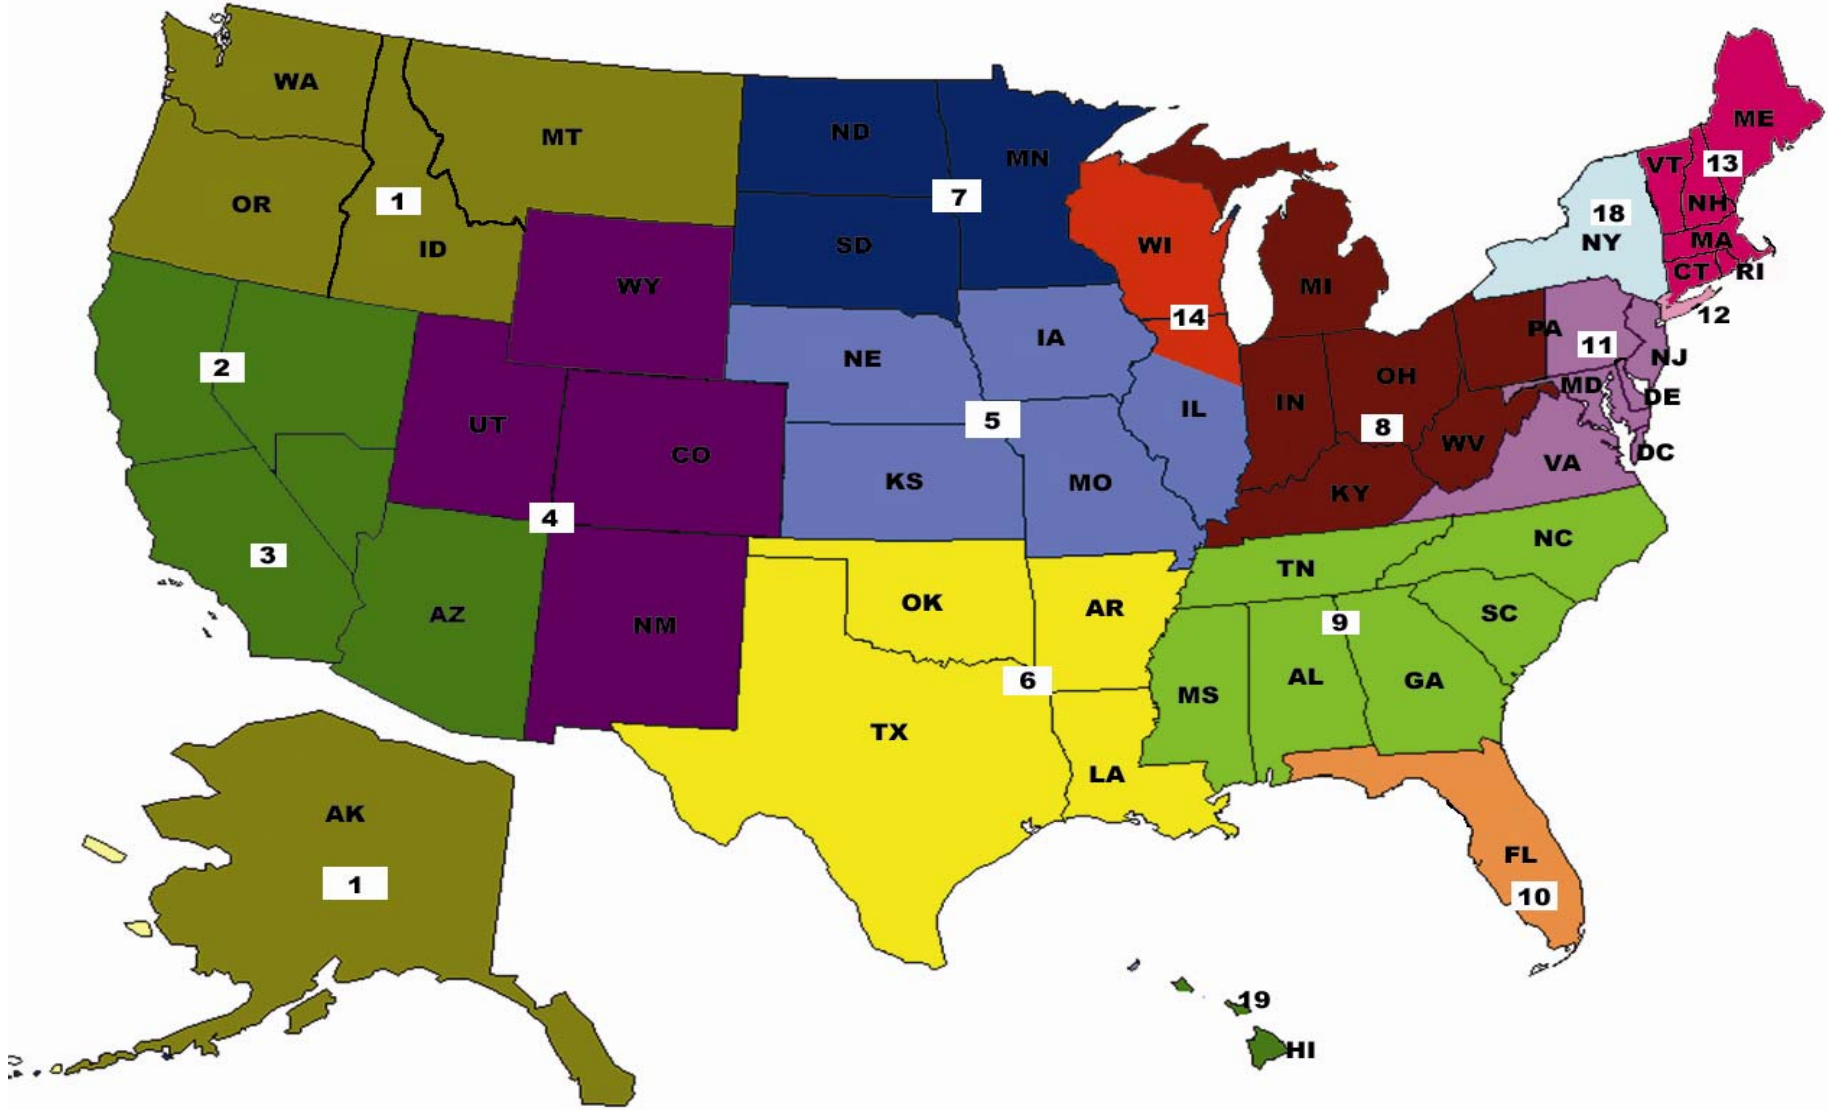 WA
MT
OR
1
ID
ND
MN
7
SD
WY
WI
MI
14
ME
VT
13
NH
18
NY
MA
CT
RI
12
PA
11
NJ
MD
DE
DC
VA
2
3
UT
CO
4
AZ
NM
NE
IA
5
KS
MO
IL
IN
OH
8
WV
KY
OK
AR
6
TX
LA
TN
NC
SC
9
MS
AL
GA
FL
10
AK
1
19
HI